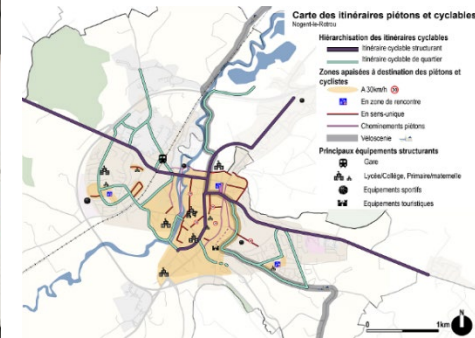 Carte des itinéraires piétons et cyclables
Nogent-le-Rotrou
Hiérarchisation des itinéraires cyclables
Itinéraire cyclable structurant
Itinéraire cyclable de quartier
Zones apaisées à destination des piétons et
cyclistes
A 30km/h
En zone de rencontre
En sens-unique
Cheminements piétons
Véloscenie
Principaux équipements structurants
Gare
Lycée/Collège, Primaire/maternelle
Equipements sportifs
Equipements touristiques
N
0 1km